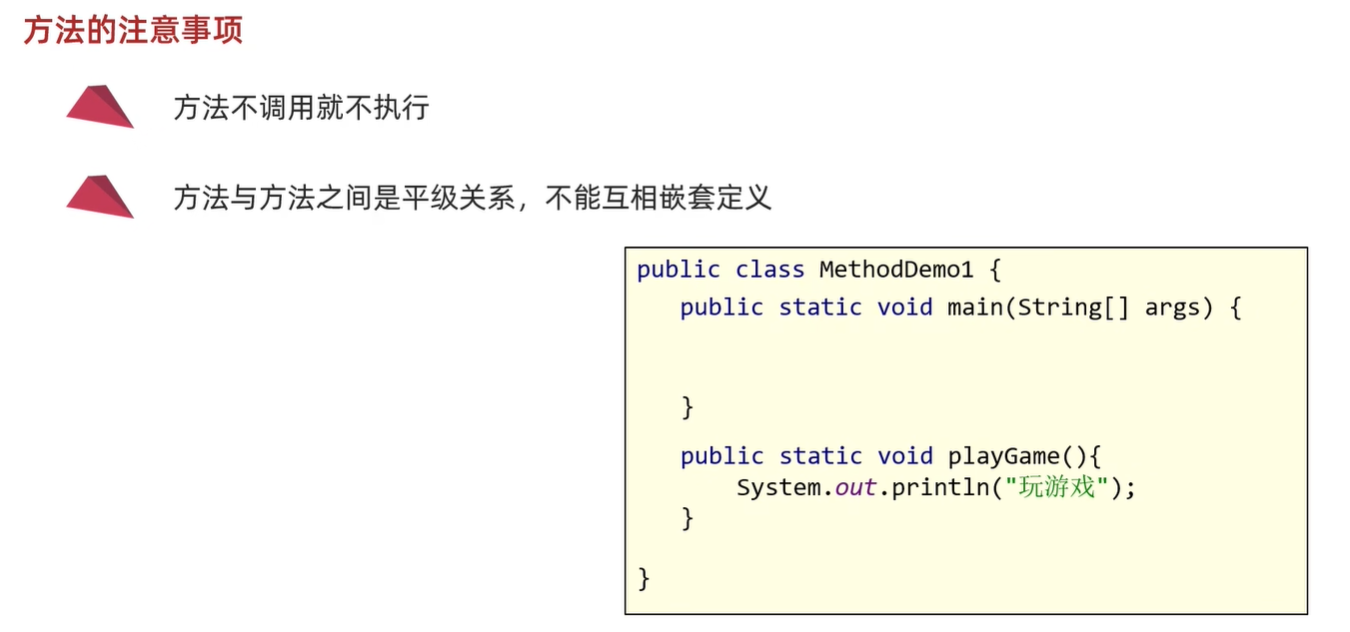 方法的注意事项
方法不调用就不执行
方法与方法之间是平级关系，不能互相嵌套定义
public class MethodDemo1 {
public static void main(String[] args) {
}
public static void playGame(){
System.out.println("玩游戏");
}
}